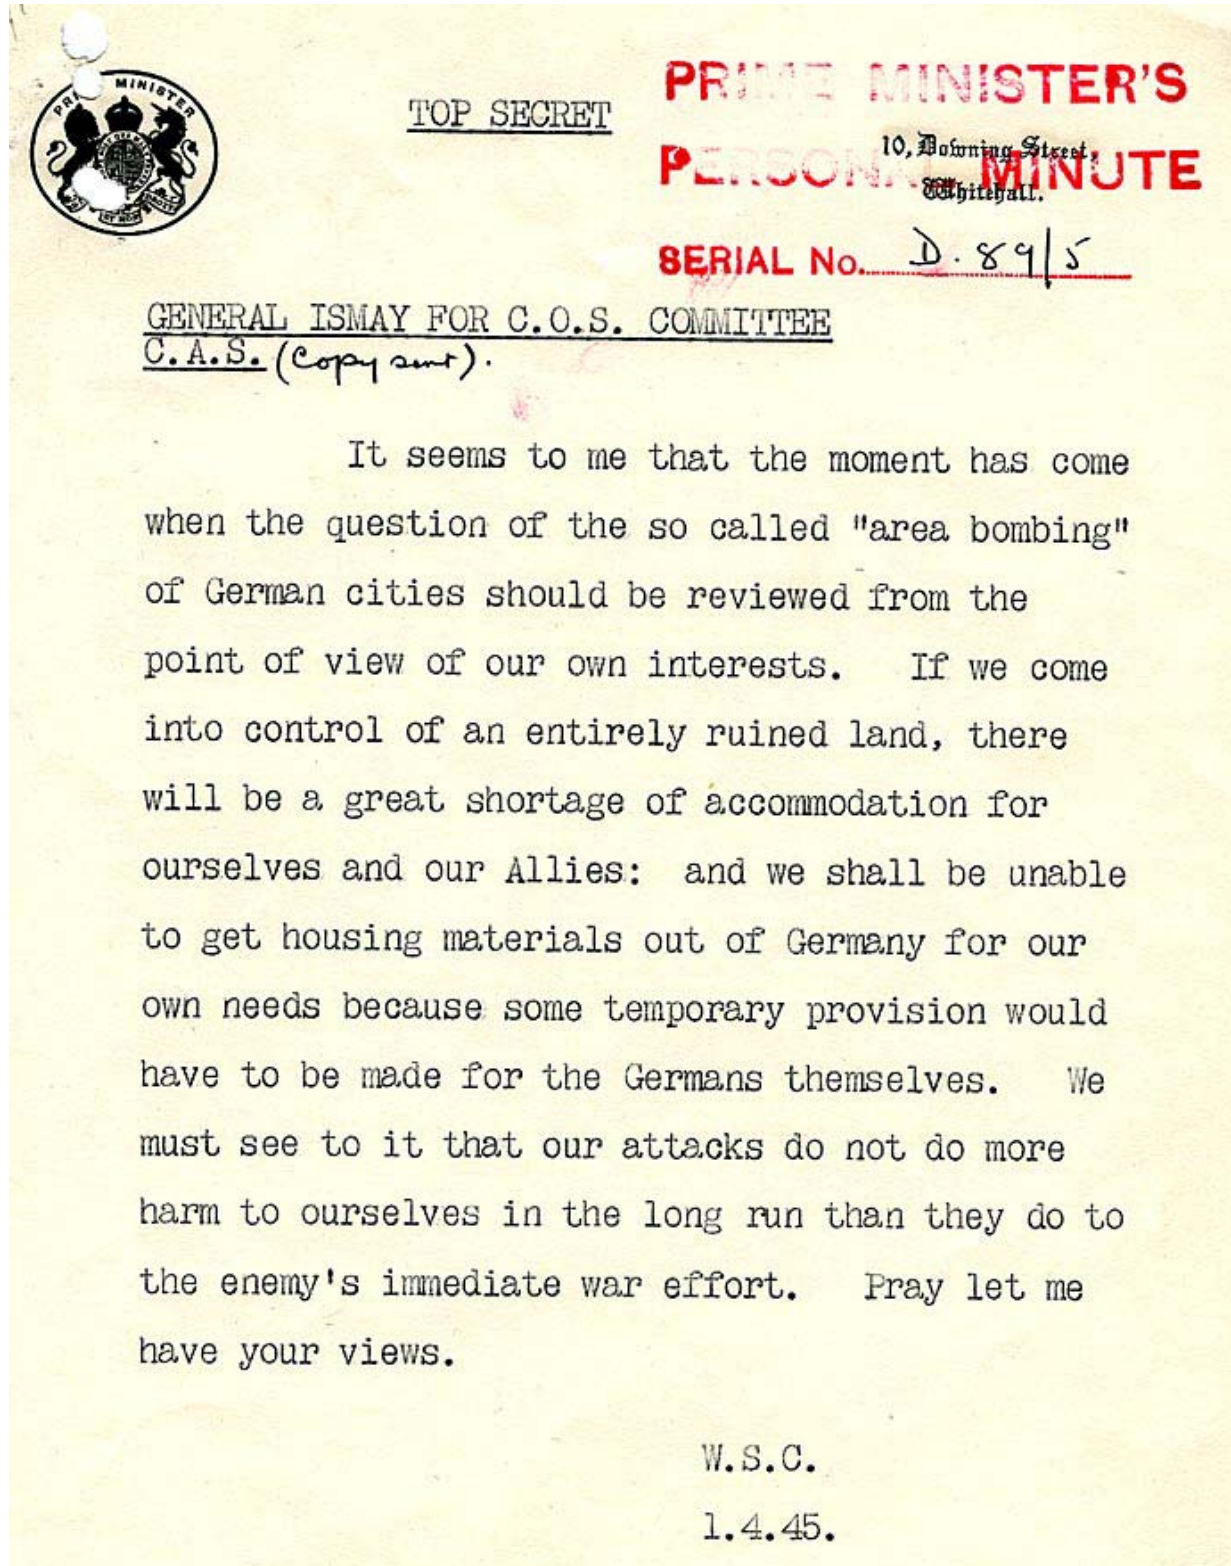 PRIME MINISTER
TOP SECRET
PRIME MINISTER'S
10, Downing Street,
PERSONAL MINUTE
Whitehall.
SERIAL No. D. 89/5
GENERAL ISMAY FOR C.O.S. COMMITTEE
C.A.S. (Copy sent).
It seems to me that the moment has come
when the question of the so called "area bombing"
of German cities should be reviewed from the
point of view of our own interests. If we come
into control of an entirely ruined land, there
will be a great shortage of accommodation for
ourselves and our Allies: and we shall be unable
to get housing materials out of Germany for our
own needs because some temporary provision would
have to be made for the Germans themselves. We
must see to it that our attacks do not do more
harm to ourselves in the long run than they do to
the enemy's immediate war effort. Pray let me
have your views.
W.S.C.
1.4.45.